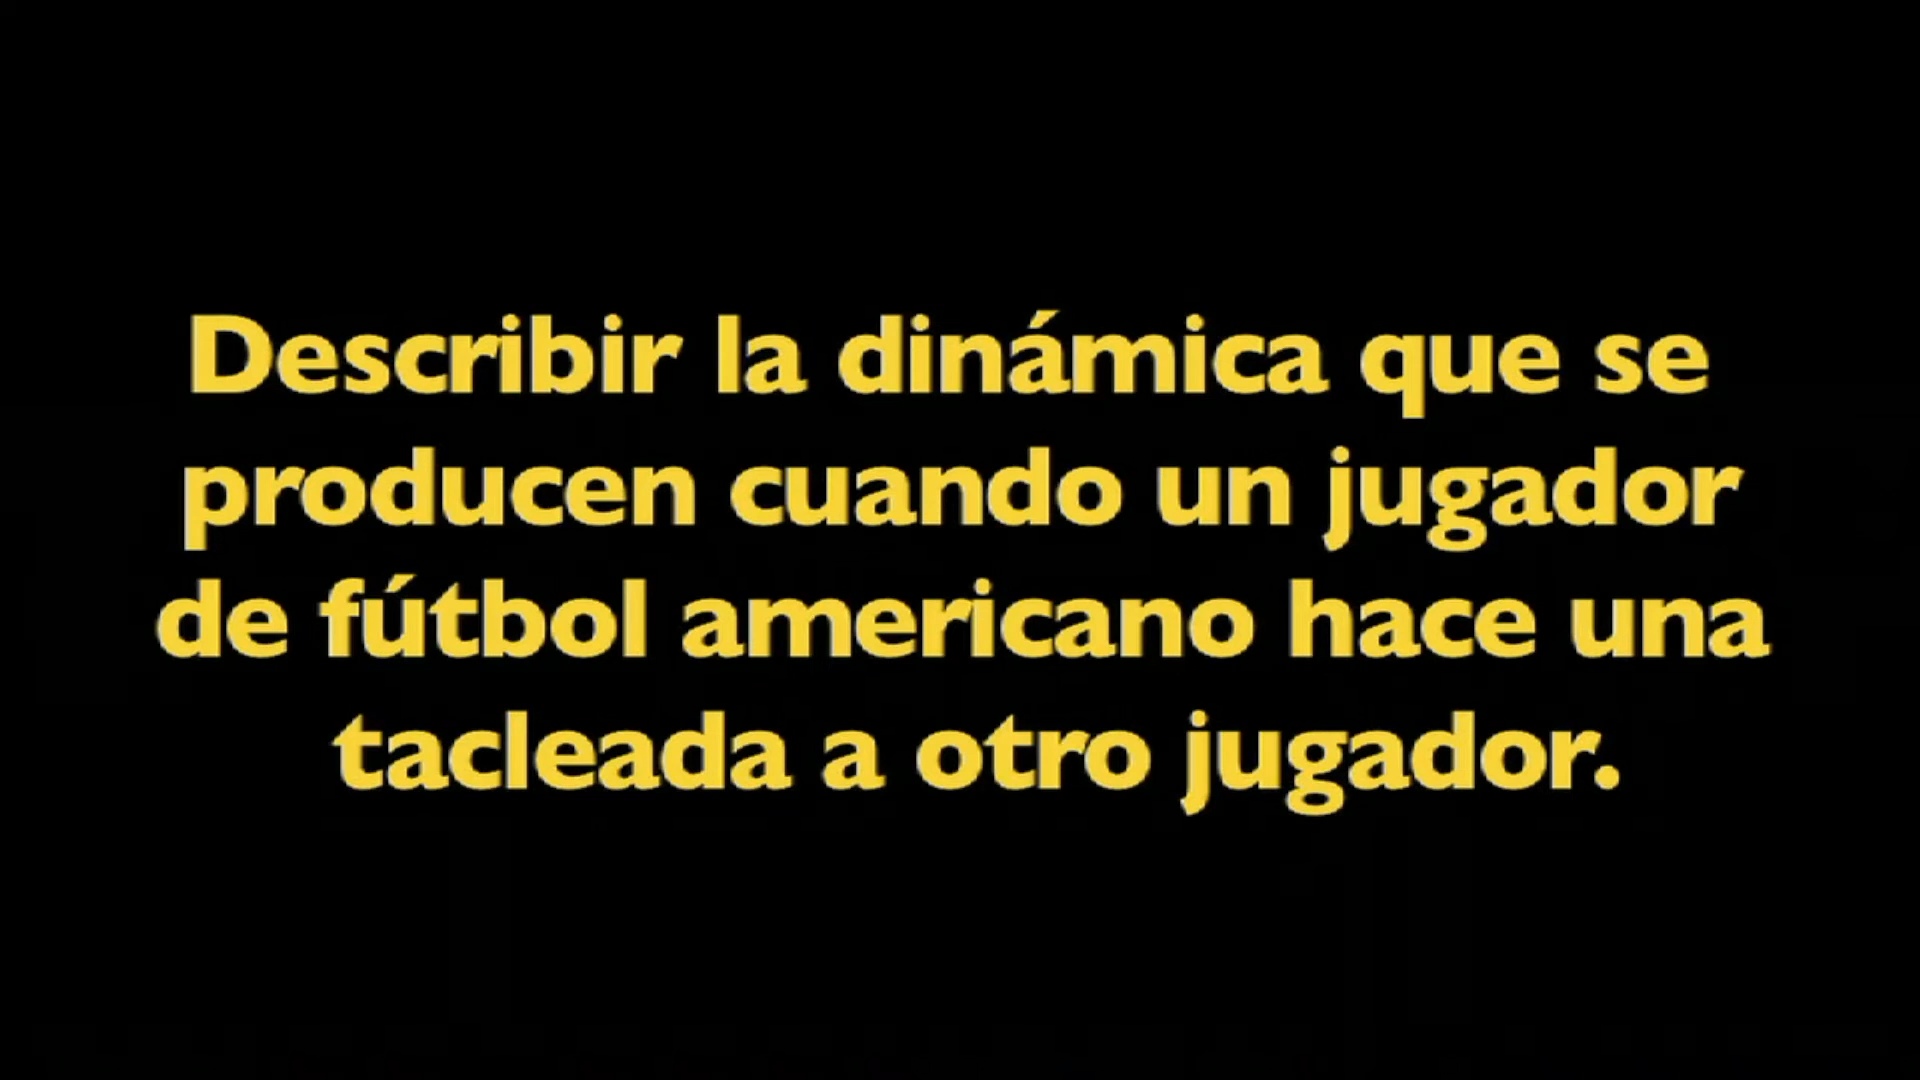 Describir la dinámica que se
producen cuando un jugador
de fútbol americano hace una
tacleada a otro jugador.